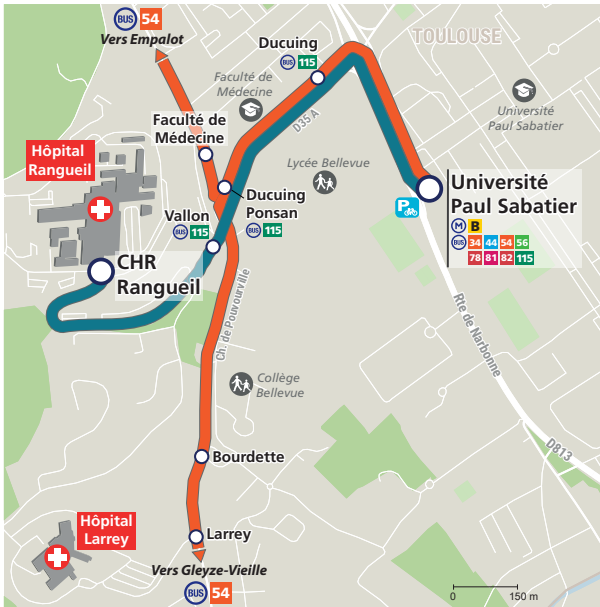 BUS 54
Vers Empalot
Ducuing
BUS 115
TOULOUSE
Faculté de
Médecine
Université
Paul Sabatier
D35A
Faculté de
Médecine
Hôpital
Rangueil
Lycée Bellevue
Université
Paul Sabatier
P
M B
BUS 34 44 54 56
78 81 82 115
Ducuing
Ponsan
BUS 115
Vallon
BUS 115
CHR
Rangueil
Ch. de Pouvourville
Rte de Narbonne
Collège
Bellevue
D813
Bourdette
Hôpital
Larrey
Larrey
Vers Gleyze-Vieille
BUS 54
0 150 m